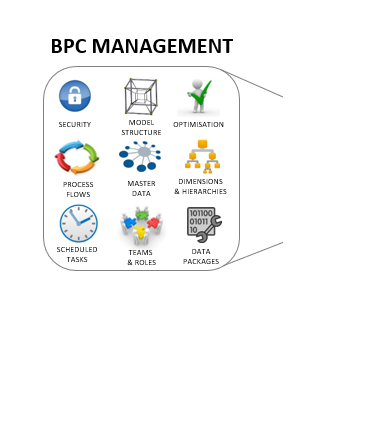 BPC MANAGEMENT
SECURITY
MODEL
STRUCTURE
OPTIMISATION
PROCESS
FLOWS
MASTER
DATA
DIMENSIONS
& HIERARCHIES
SCHEDULED
TASKS
TEAMS
& ROLES
101100
01011
10
DATA
PACKAGES